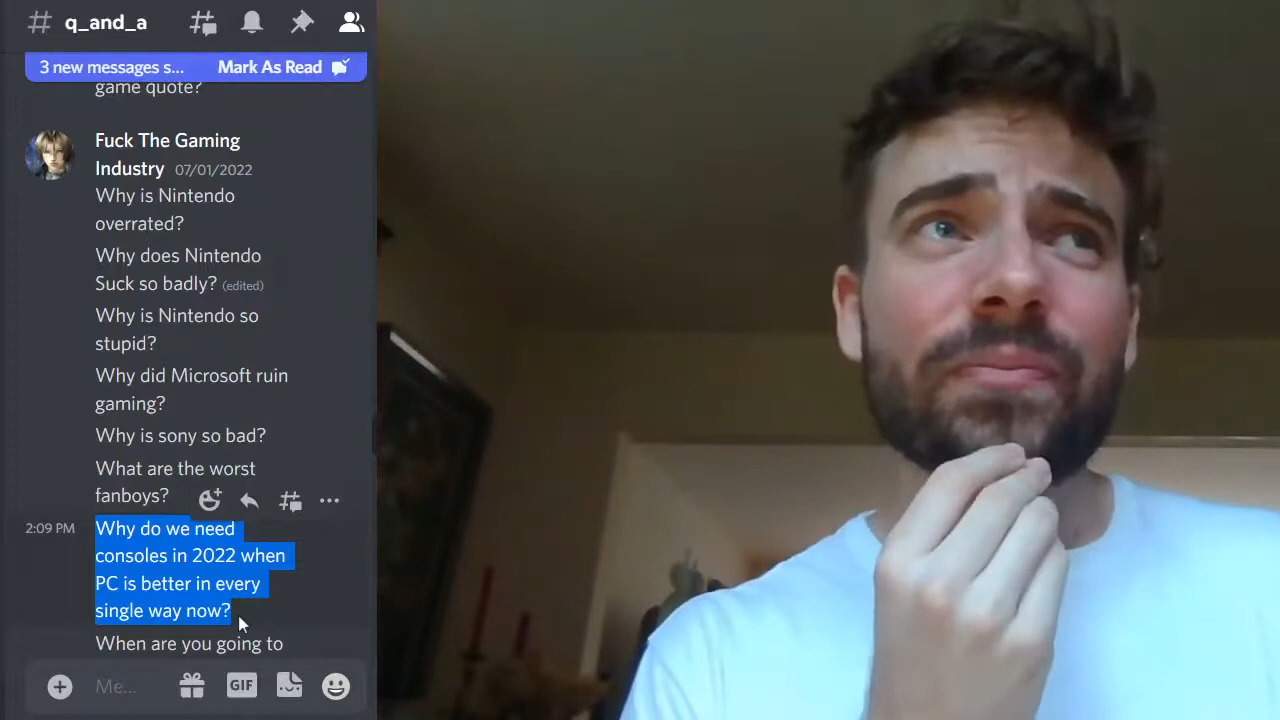 # q_and_a
3 new messages s... Mark As Read
game quote?
Fuck The Gaming
Industry 07/01/2022
Why is Nintendo
overrated?
Why does Nintendo
Suck so badly? (edited)
Why is Nintendo so
stupid?
Why did Microsoft ruin
gaming?
Why is sony so bad?
What are the worst
fanboys?
2:09 PM Why do we need
consoles in 2022 when
PC is better in every
single way now?
When are you going to
Me... GIF